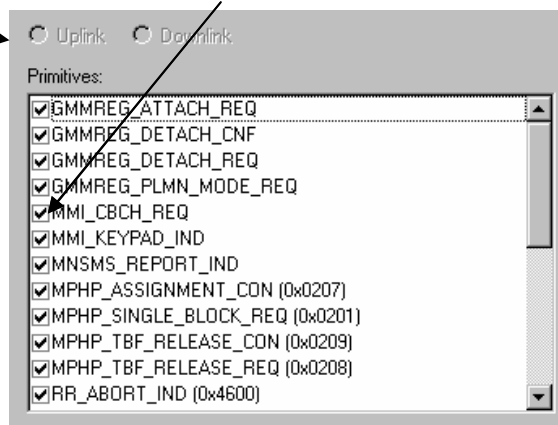 Uplink Downlink
Primitives:
GMMREG_ATTACH_REQ
GMMREG_DETACH_CNF
GMMREG_DETACH_REQ
GMMREG_PLMN_MODE_REQ
MMI_CBCH_REQ
MMI_KEYPAD_IND
MNSMS_REPORT_IND
MPHP_ASSIGNMENT_CON (0x0207)
MPHP_SINGLE_BLOCK_REQ (0x0201)
MPHP_TBF_RELEASE_CON (0x0209)
MPHP_TBF_RELEASE_REQ (0x0208)
RR_ABORT_IND (0x4600)